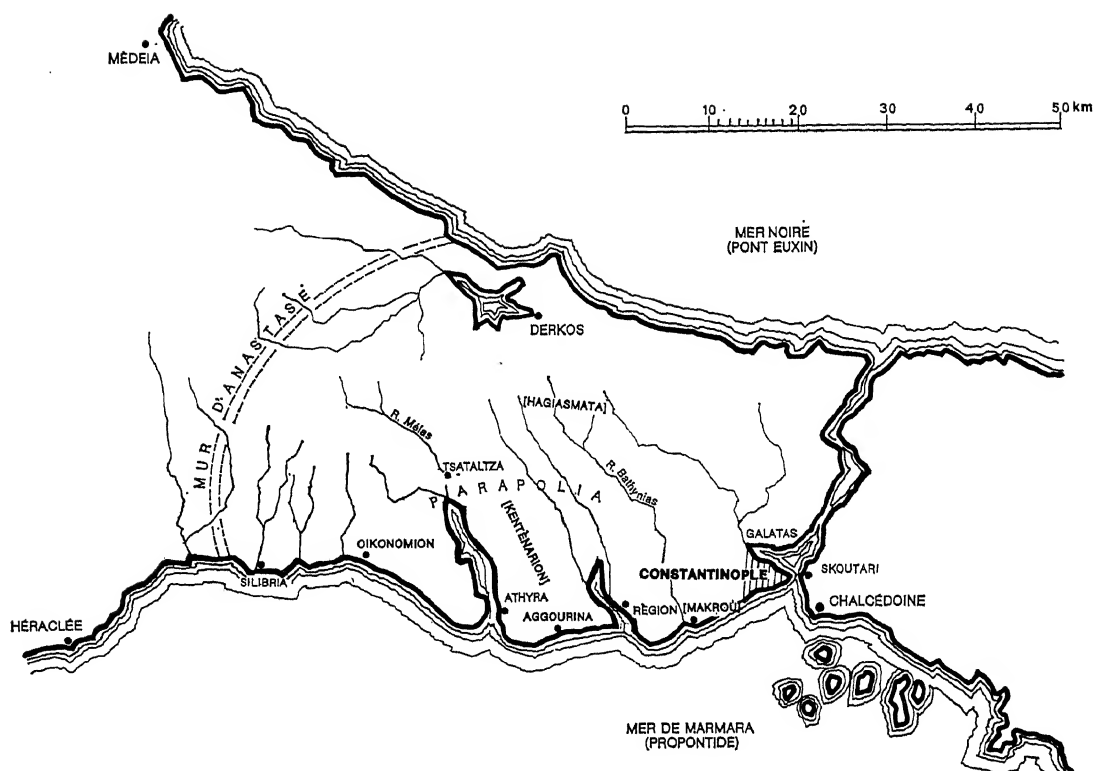 MÈDEIA
0 10 20 30 40 50 km
MER NOIRE
(PONT EUXIN)
MUR D'ANASTASE
DERKOS
[HAGIASMATA]
R. Mélas
R. Bathynias
TSATALTZA
PARAPOLIA
[KENTÈNARION]
GALATAS
OIKONOMION
CONSTANTINOPLE
SKOUTARI
SILIBRIA
ATHYRA
RÈGION
[MAKROU]
CHALCÉDOINE
AGGOURINA
HÉRACLÉE
MER DE MARMARA
(PROPONTIDE)